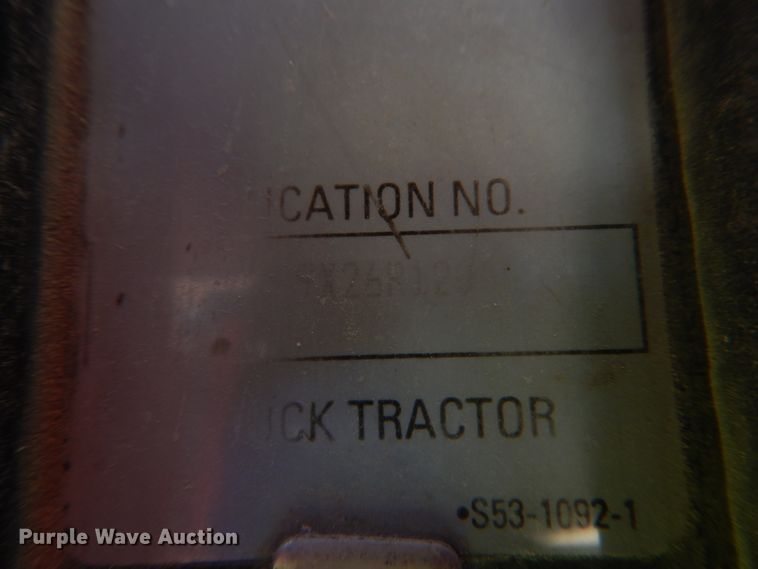 ICATION NO.
ICK TRACTOR
•S53-1092-1
Purple Wave Auction